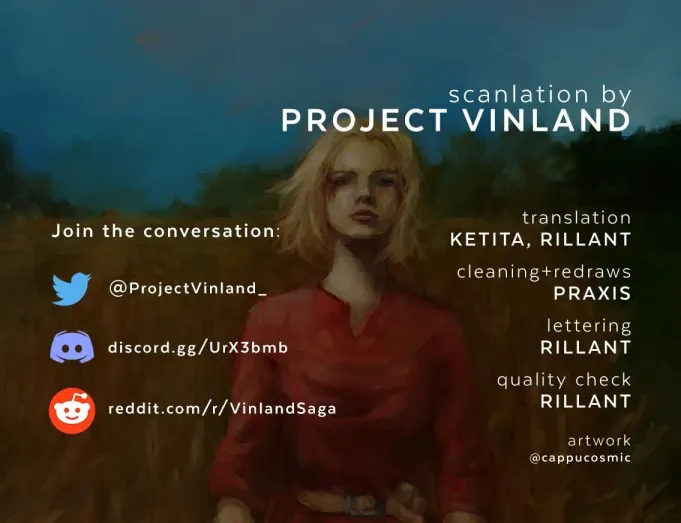 scanlation by
PROJECT VINLAND
Join the conversation:
@ProjectVinland_
discord.gg/UrX3bmb
reddit.com/r/VinlandSaga
translation
KETITA, RILLANT
cleaning+redraws
PRAXIS
lettering
RILLANT
quality check
RILLANT
artwork
@cappucosmic